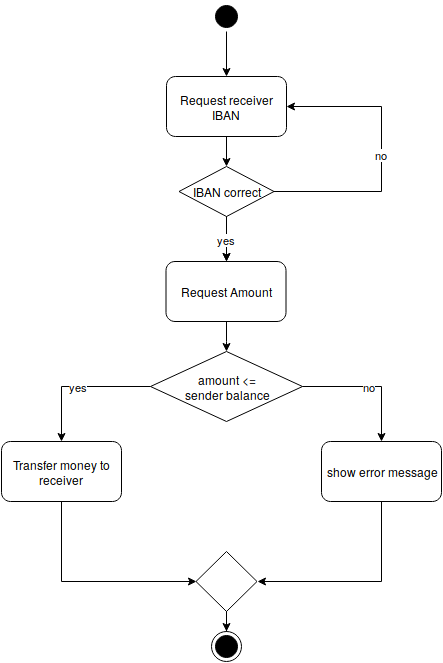 Request receiver
IBAN
no
IBAN correct
yes
Request Amount
amount <=
sender balance
yes
no
Transfer money to
receiver
show error message